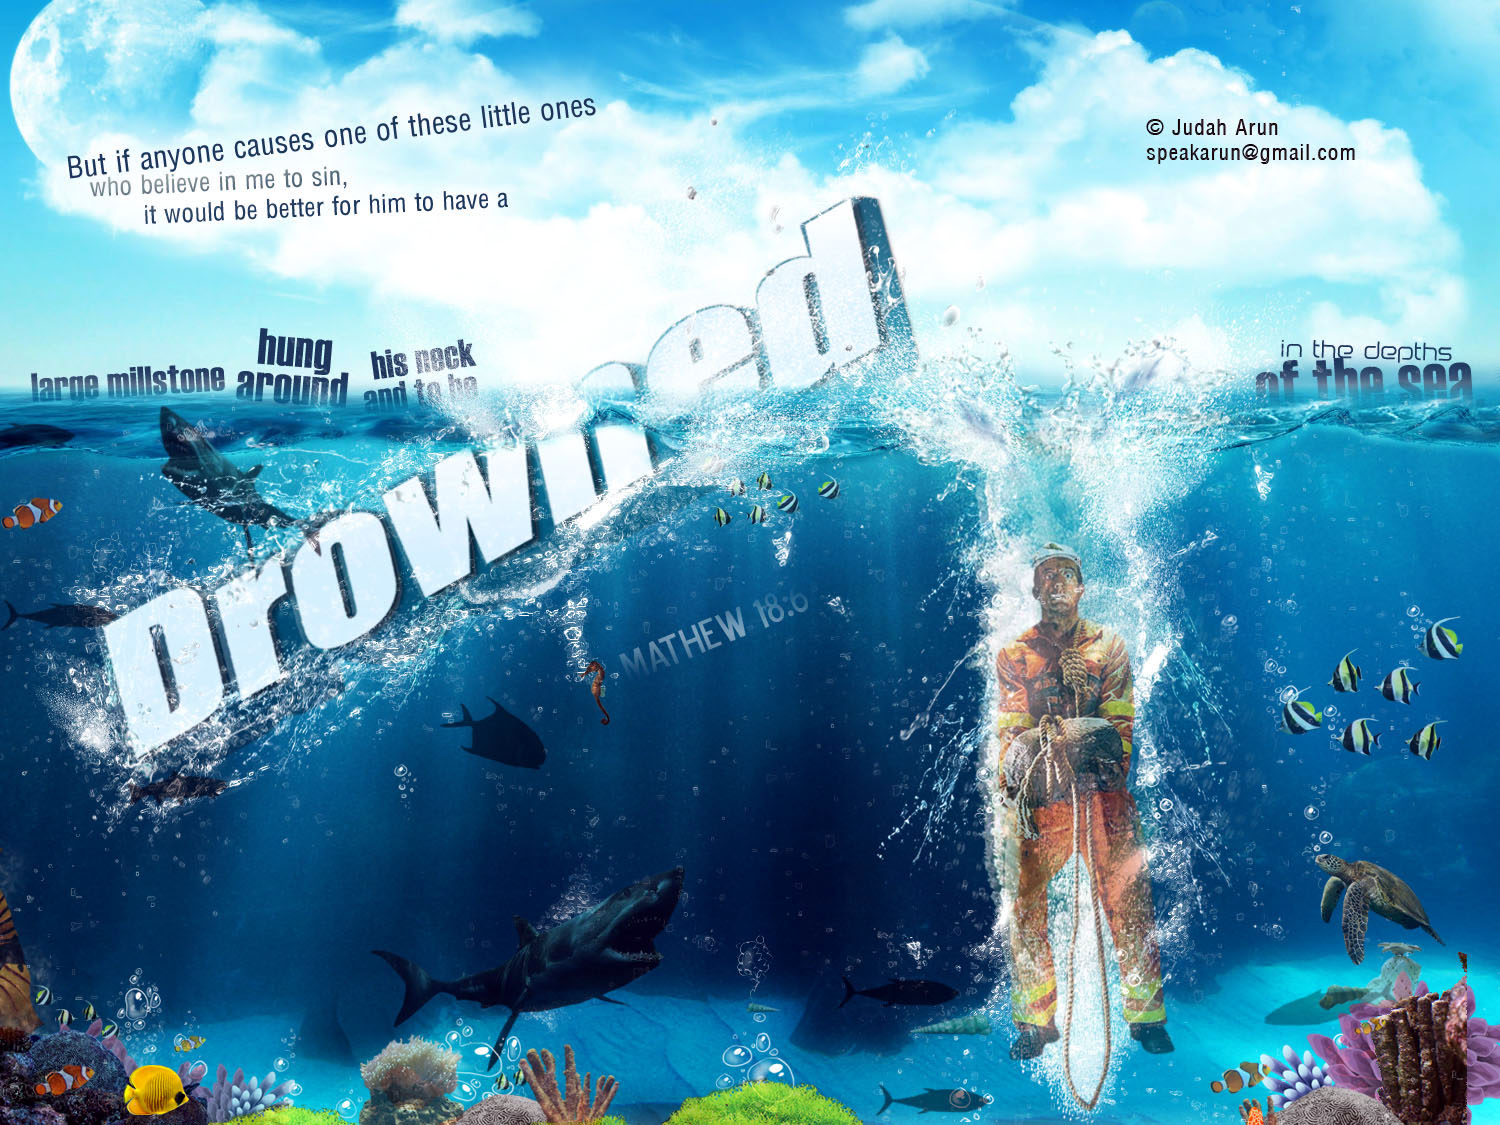 But if anyone causes one of these little ones
who believe in me to sin,
it would be better for him to have a
large millstone hung around his neck and to be
Drowned
in the depths
of the sea
MATHEW 18:6
© Judah Arun
speakarun@gmail.com